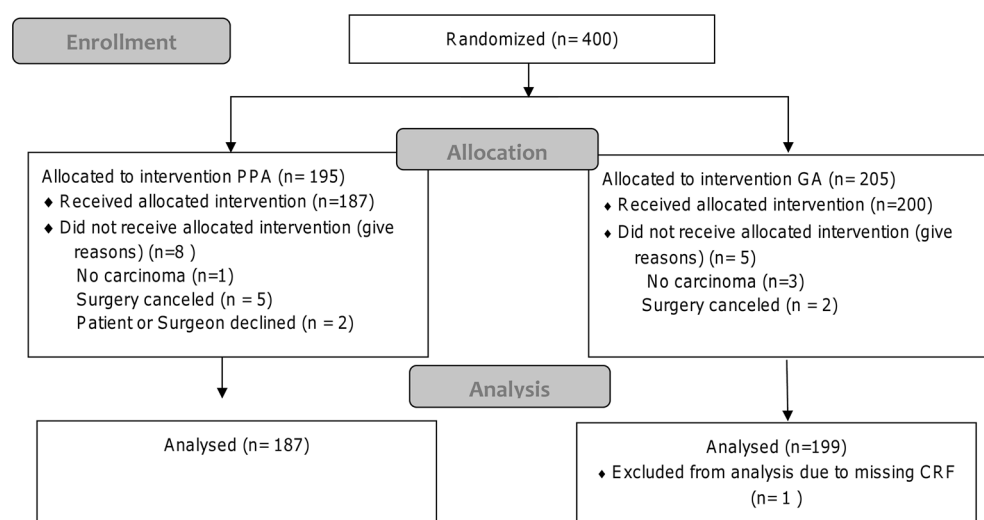 Enrollment
Randomized (n= 400)
Allocation
Allocated to intervention PPA (n= 195)
♦ Received allocated intervention (n=187)
♦ Did not receive allocated intervention (give
reasons) (n=8 )
No carcinoma (n=1)
Surgery canceled (n = 5)
Patient or Surgeon declined (n = 2)
Allocated to intervention GA (n= 205)
♦ Received allocated intervention (n=200)
♦ Did not receive allocated intervention (give
reasons) (n= 5)
No carcinoma (n=3)
Surgery canceled (n = 2)
Analysis
Analysed (n= 187)
Analysed (n=199)
♦ Excluded from analysis due to missing CRF
(n= 1 )